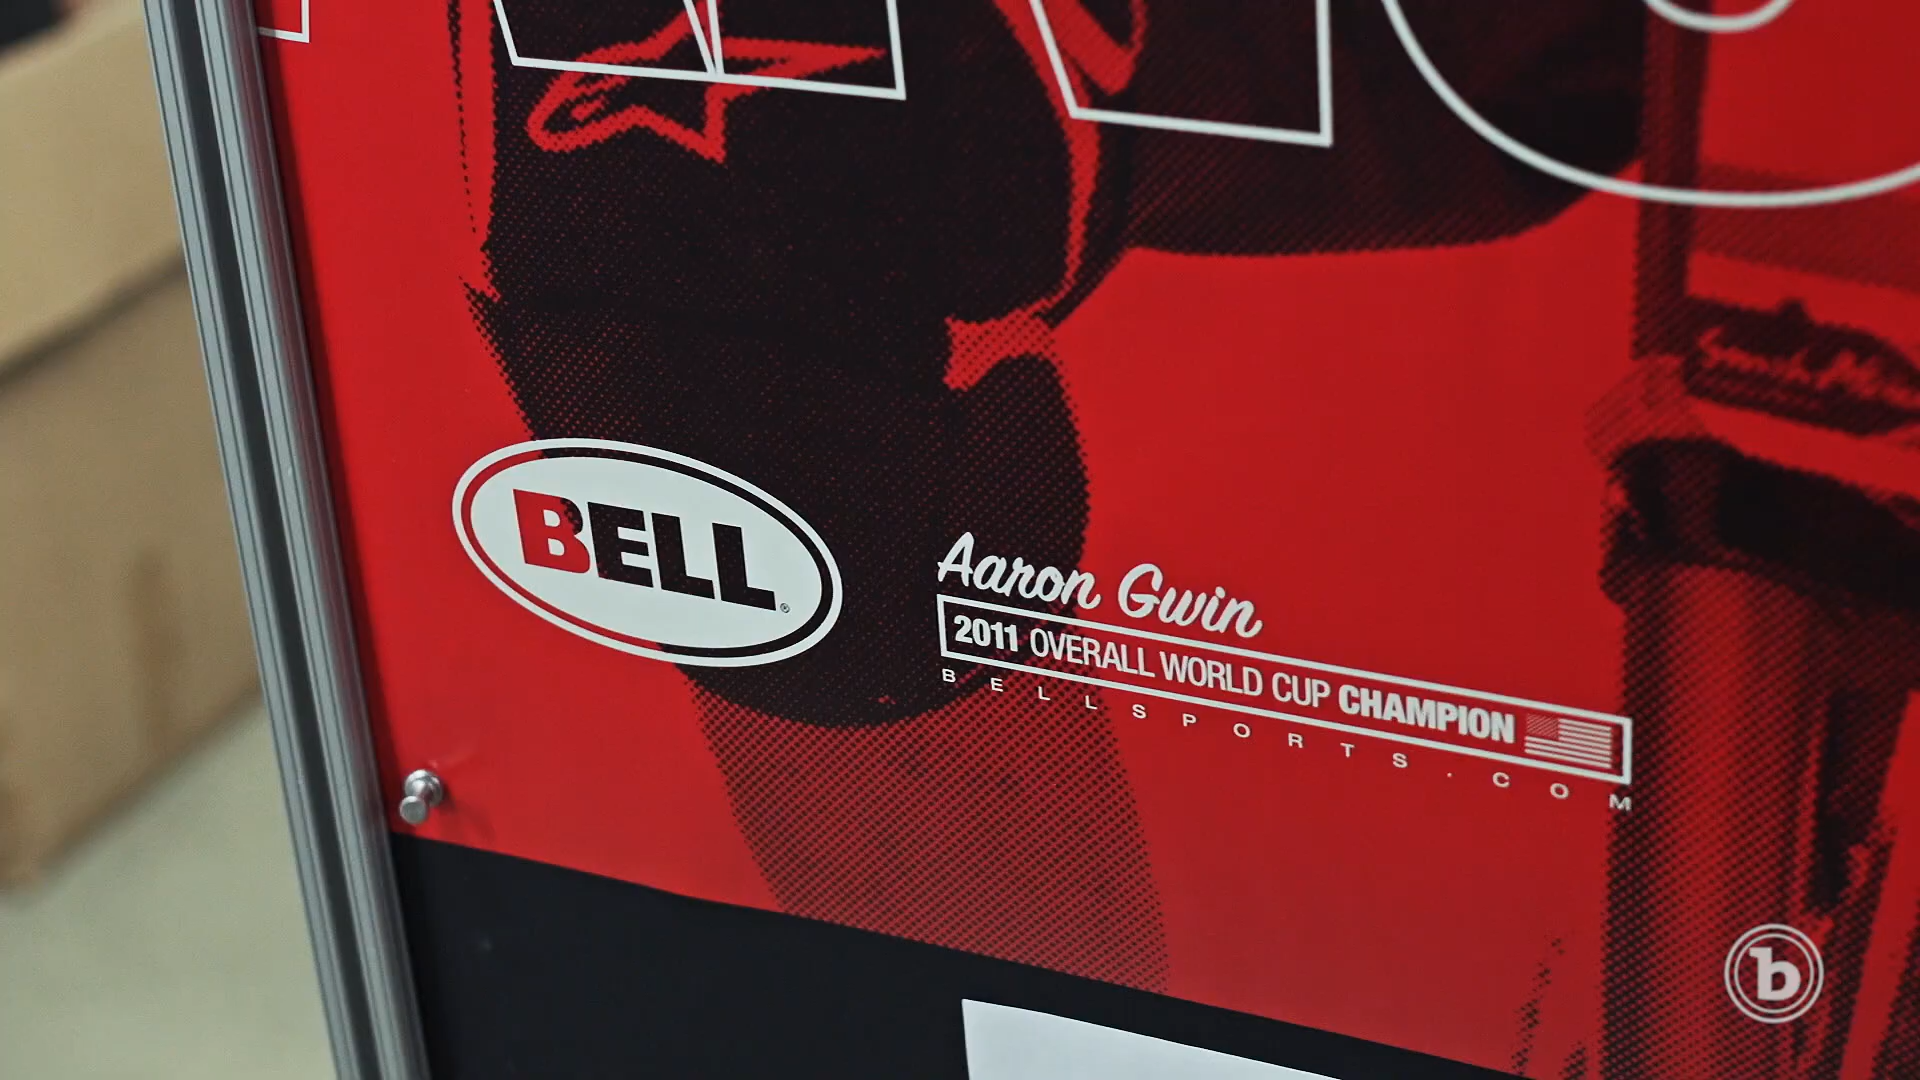 BELL
®
Aaron Gwin
2011 OVERALL WORLD CUP CHAMPION
BELLSPORTS.COM
b